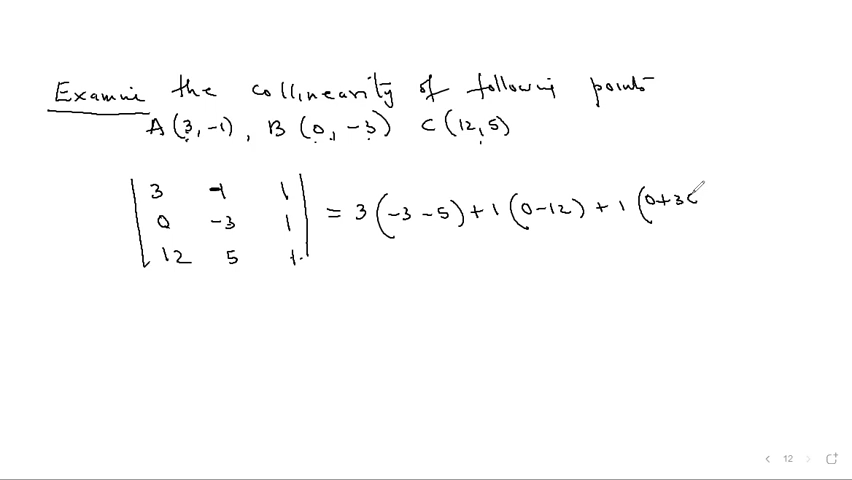 Examine the collinearity of following points
A(3,-1), B(0,-3) C(12,5)
3 -1 1 = 3(-3-5)+1(0-12)+1(0+36
0 -3 1
12 5 1
12